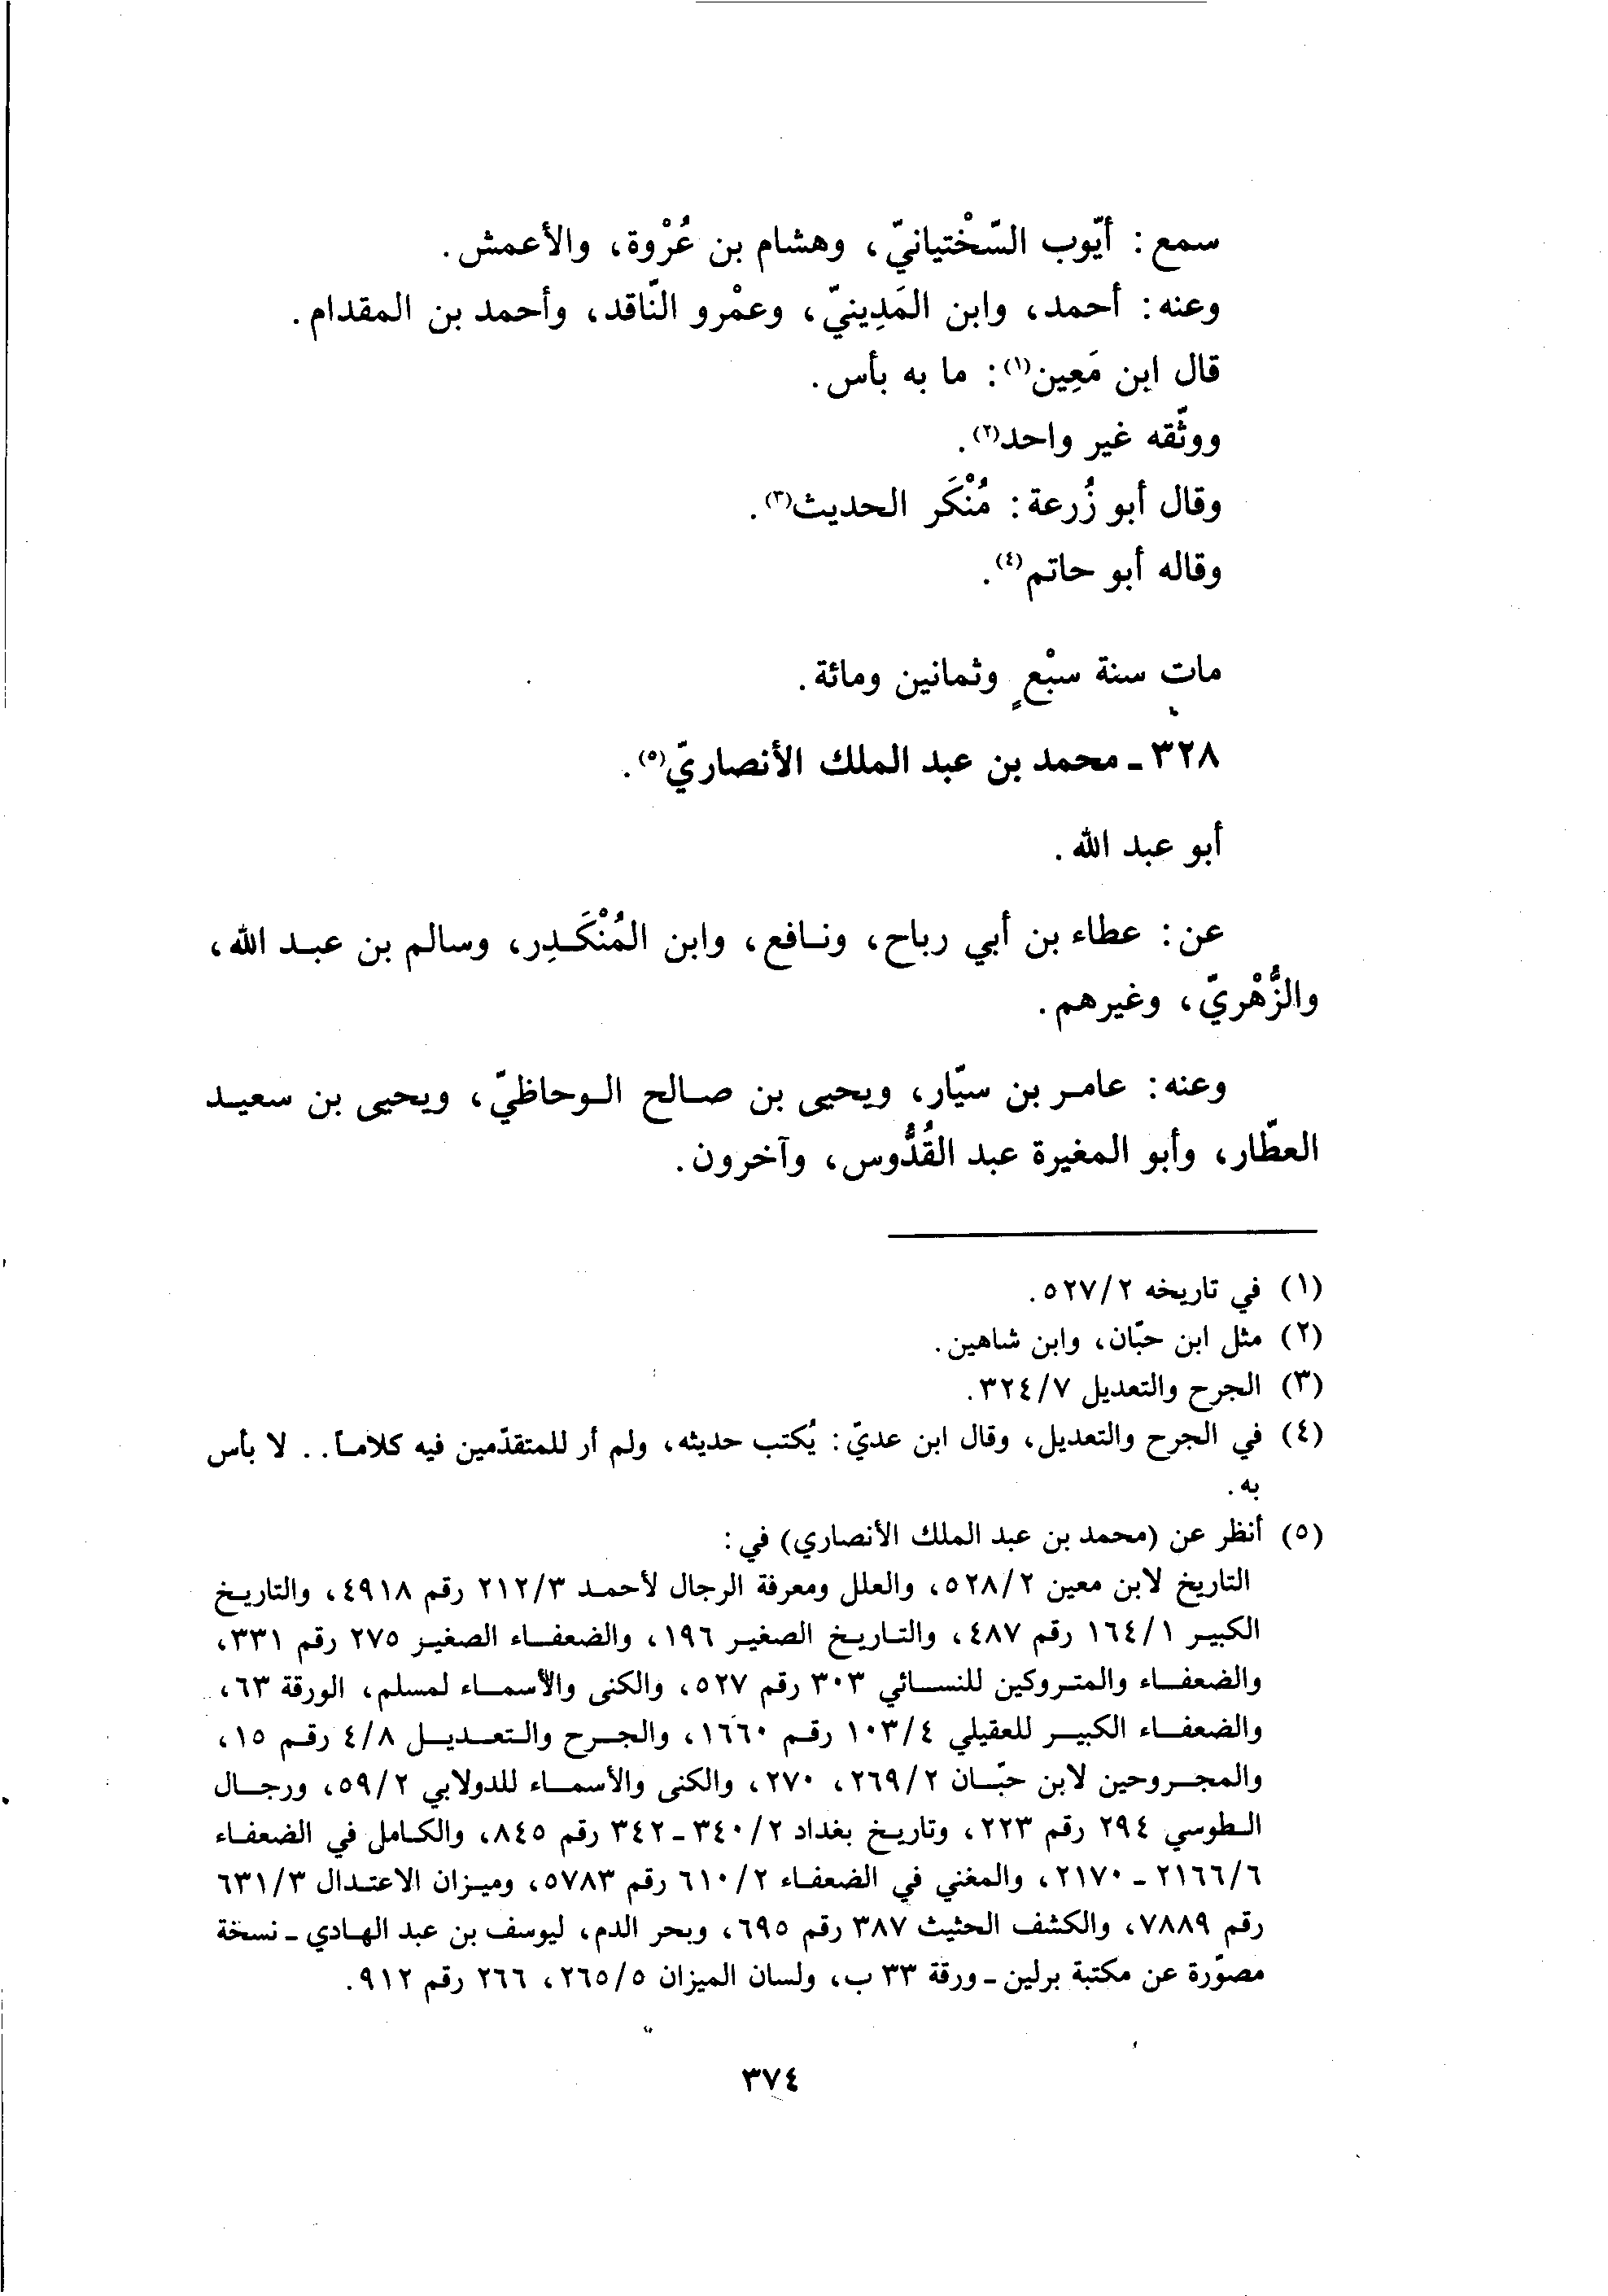 سمع: أيّوب السّخْتيانيّ، وهشام بن عُرْوة، والأعمش.
وعنه: أحمد، وابن المَدِينيّ، وعمْرو النّاقد، وأحمد بن المقدام.
قال ابن مَعِين(١): ما به بأس.
ووثّقه غير واحد(٢).
وقال أبو زُرعة: مُنْكَر الحديث(٣).
وقاله أبو حاتم(٤).
مات سنة سبْعٍ وثمانين ومائة.
٣٢٨ - محمد بن عبد الملك الأنصاريّ(٥).
أبو عبد الله.
عن: عطاء بن أبي رباح، ونافع، وابن المُنْكَدِر، وسالم بن عبد الله،
والزُّهْريّ، وغيرهم.
وعنه: عامر بن سيّار، ويحيى بن صالح الوحاظيّ، ويحيى بن سعيد
العطّار، وأبو المغيرة عبد القُدُّوس، وآخرون.
(١) في تاريخه ٥٢٧/٢.
(٢) مثل ابن حبّان، وابن شاهين.
(٣) الجرح والتعديل ٣٢٤/٧.
(٤) في الجرح والتعديل، وقال ابن عديّ: يُكتب حديثه، ولم أر للمتقدّمين فيه كلاماً.. لا بأس
به.
(٥) أنظر عن (محمد بن عبد الملك الأنصاري) في:
التاريخ لابن معين ٥٢٨/٢، والعلل ومعرفة الرجال لأحمد ٢١٢/٣ رقم ٤٩١٨، والتاريخ
الكبير ١٦٤/١ رقم ٤٨٧، والتاريخ الصغير ١٩٦، والضعفاء الصغير ٢٧٥ رقم ٣٣١،
والضعفاء والمتروكين للنسائي ٣٠٣ رقم ٥٢٧، والكنى والأسماء لمسلم، الورقة ٦٣،
والضعفاء الكبير للعقيلي ١٠٣/٤ رقم ١٦٦٠، والجرح والتعديل ٤/٨ رقم ١٥،
والمجروحين لابن حبّان ٢٦٩/٢، ٢٧٠، والكنى والأسماء للدولابي ٥٩/٢، ورجال
الطوسي ٢٩٤ رقم ٢٢٣، وتاريخ بغداد ٣٤٠/٢ - ٣٤٢ رقم ٨٤٥، والكامل في الضعفاء
٢١٦٦/٦ - ٢١٧٠، والمغني في الضعفاء ٦١٠/٢ رقم ٥٧٨٣، وميزان الاعتدال ٦٣١/٣
رقم ٧٨٨٩، والكشف الحثيث ٣٨٧ رقم ٦٩٥، وبحر الدم، ليوسف بن عبد الهادي - نسخة
مصوّرة عن مكتبة برلين - ورقة ٣٣ ب، ولسان الميزان ٢٦٥/٥، ٢٦٦ رقم ٩١٢.
٣٧٤